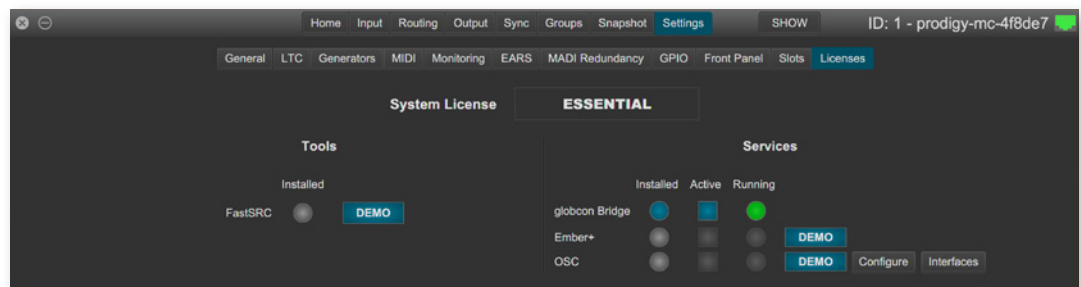 Home Input Routing Output Sync Groups Snapshot Settings SHOW ID: 1 - prodigy-mc-4f8de7
General LTC Generators MIDI Monitoring EARS MADI Redundancy GPIO Front Panel Slots Licenses
System License ESSENTIAL
Tools Services
Installed Installed Active Running
FastSRC DEMO globcon Bridge
Ember+ DEMO
OSC DEMO Configure Interfaces